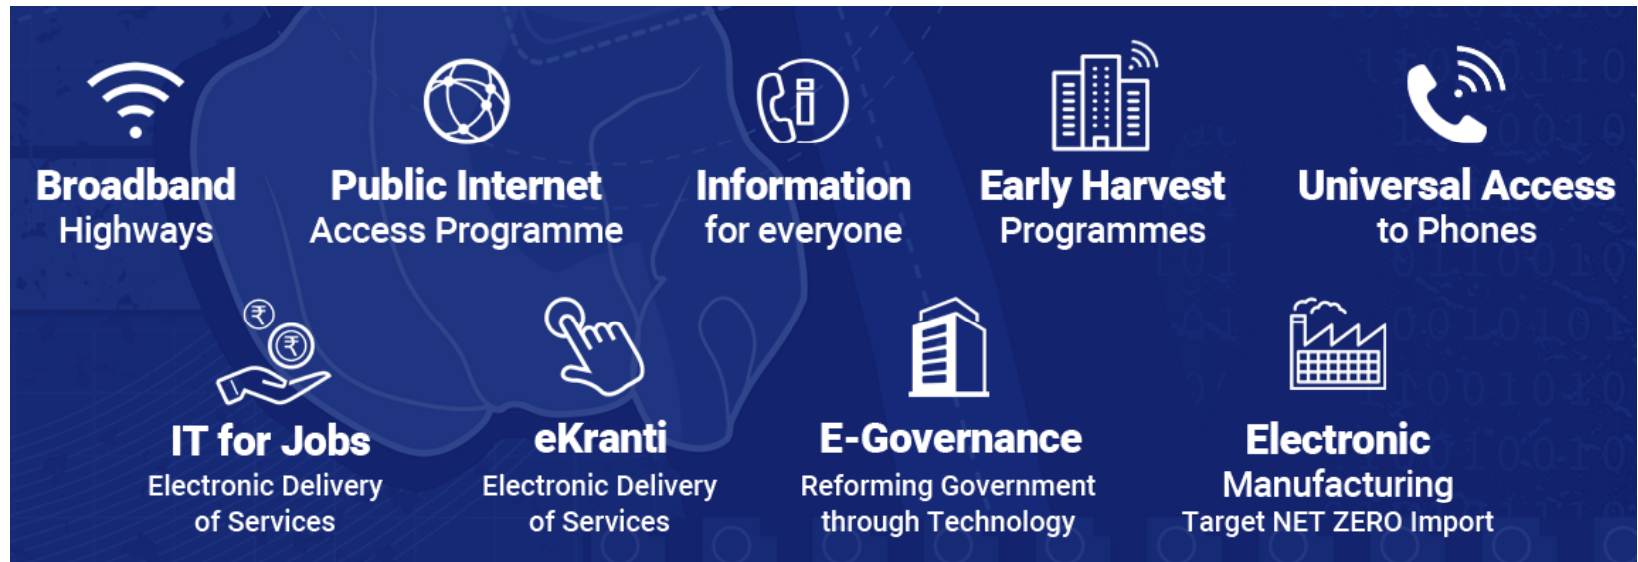 Broadband
Highways
Public Internet
Access Programme
Information
for everyone
Early Harvest
Programmes
Universal Access
to Phones
IT for Jobs
Electronic Delivery
of Services
eKranti
Electronic Delivery
of Services
E-Governance
Reforming Government
through Technology
Electronic
Manufacturing
Target NET ZERO Import